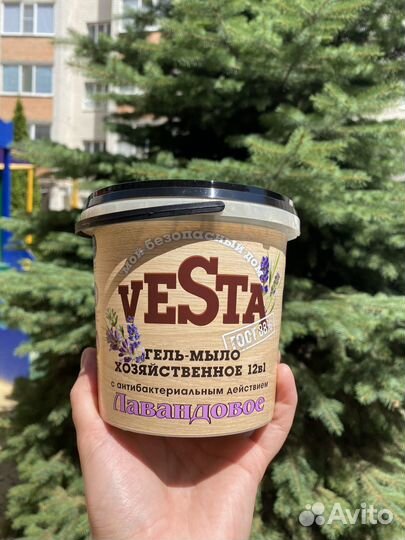 мой безопасный дом
VESTA
ГОСТ
ГЕЛЬ-МЫЛО
ХОЗЯЙСТВЕННОЕ 12в1
с антибактериальным действием
Лавандовое
Avito